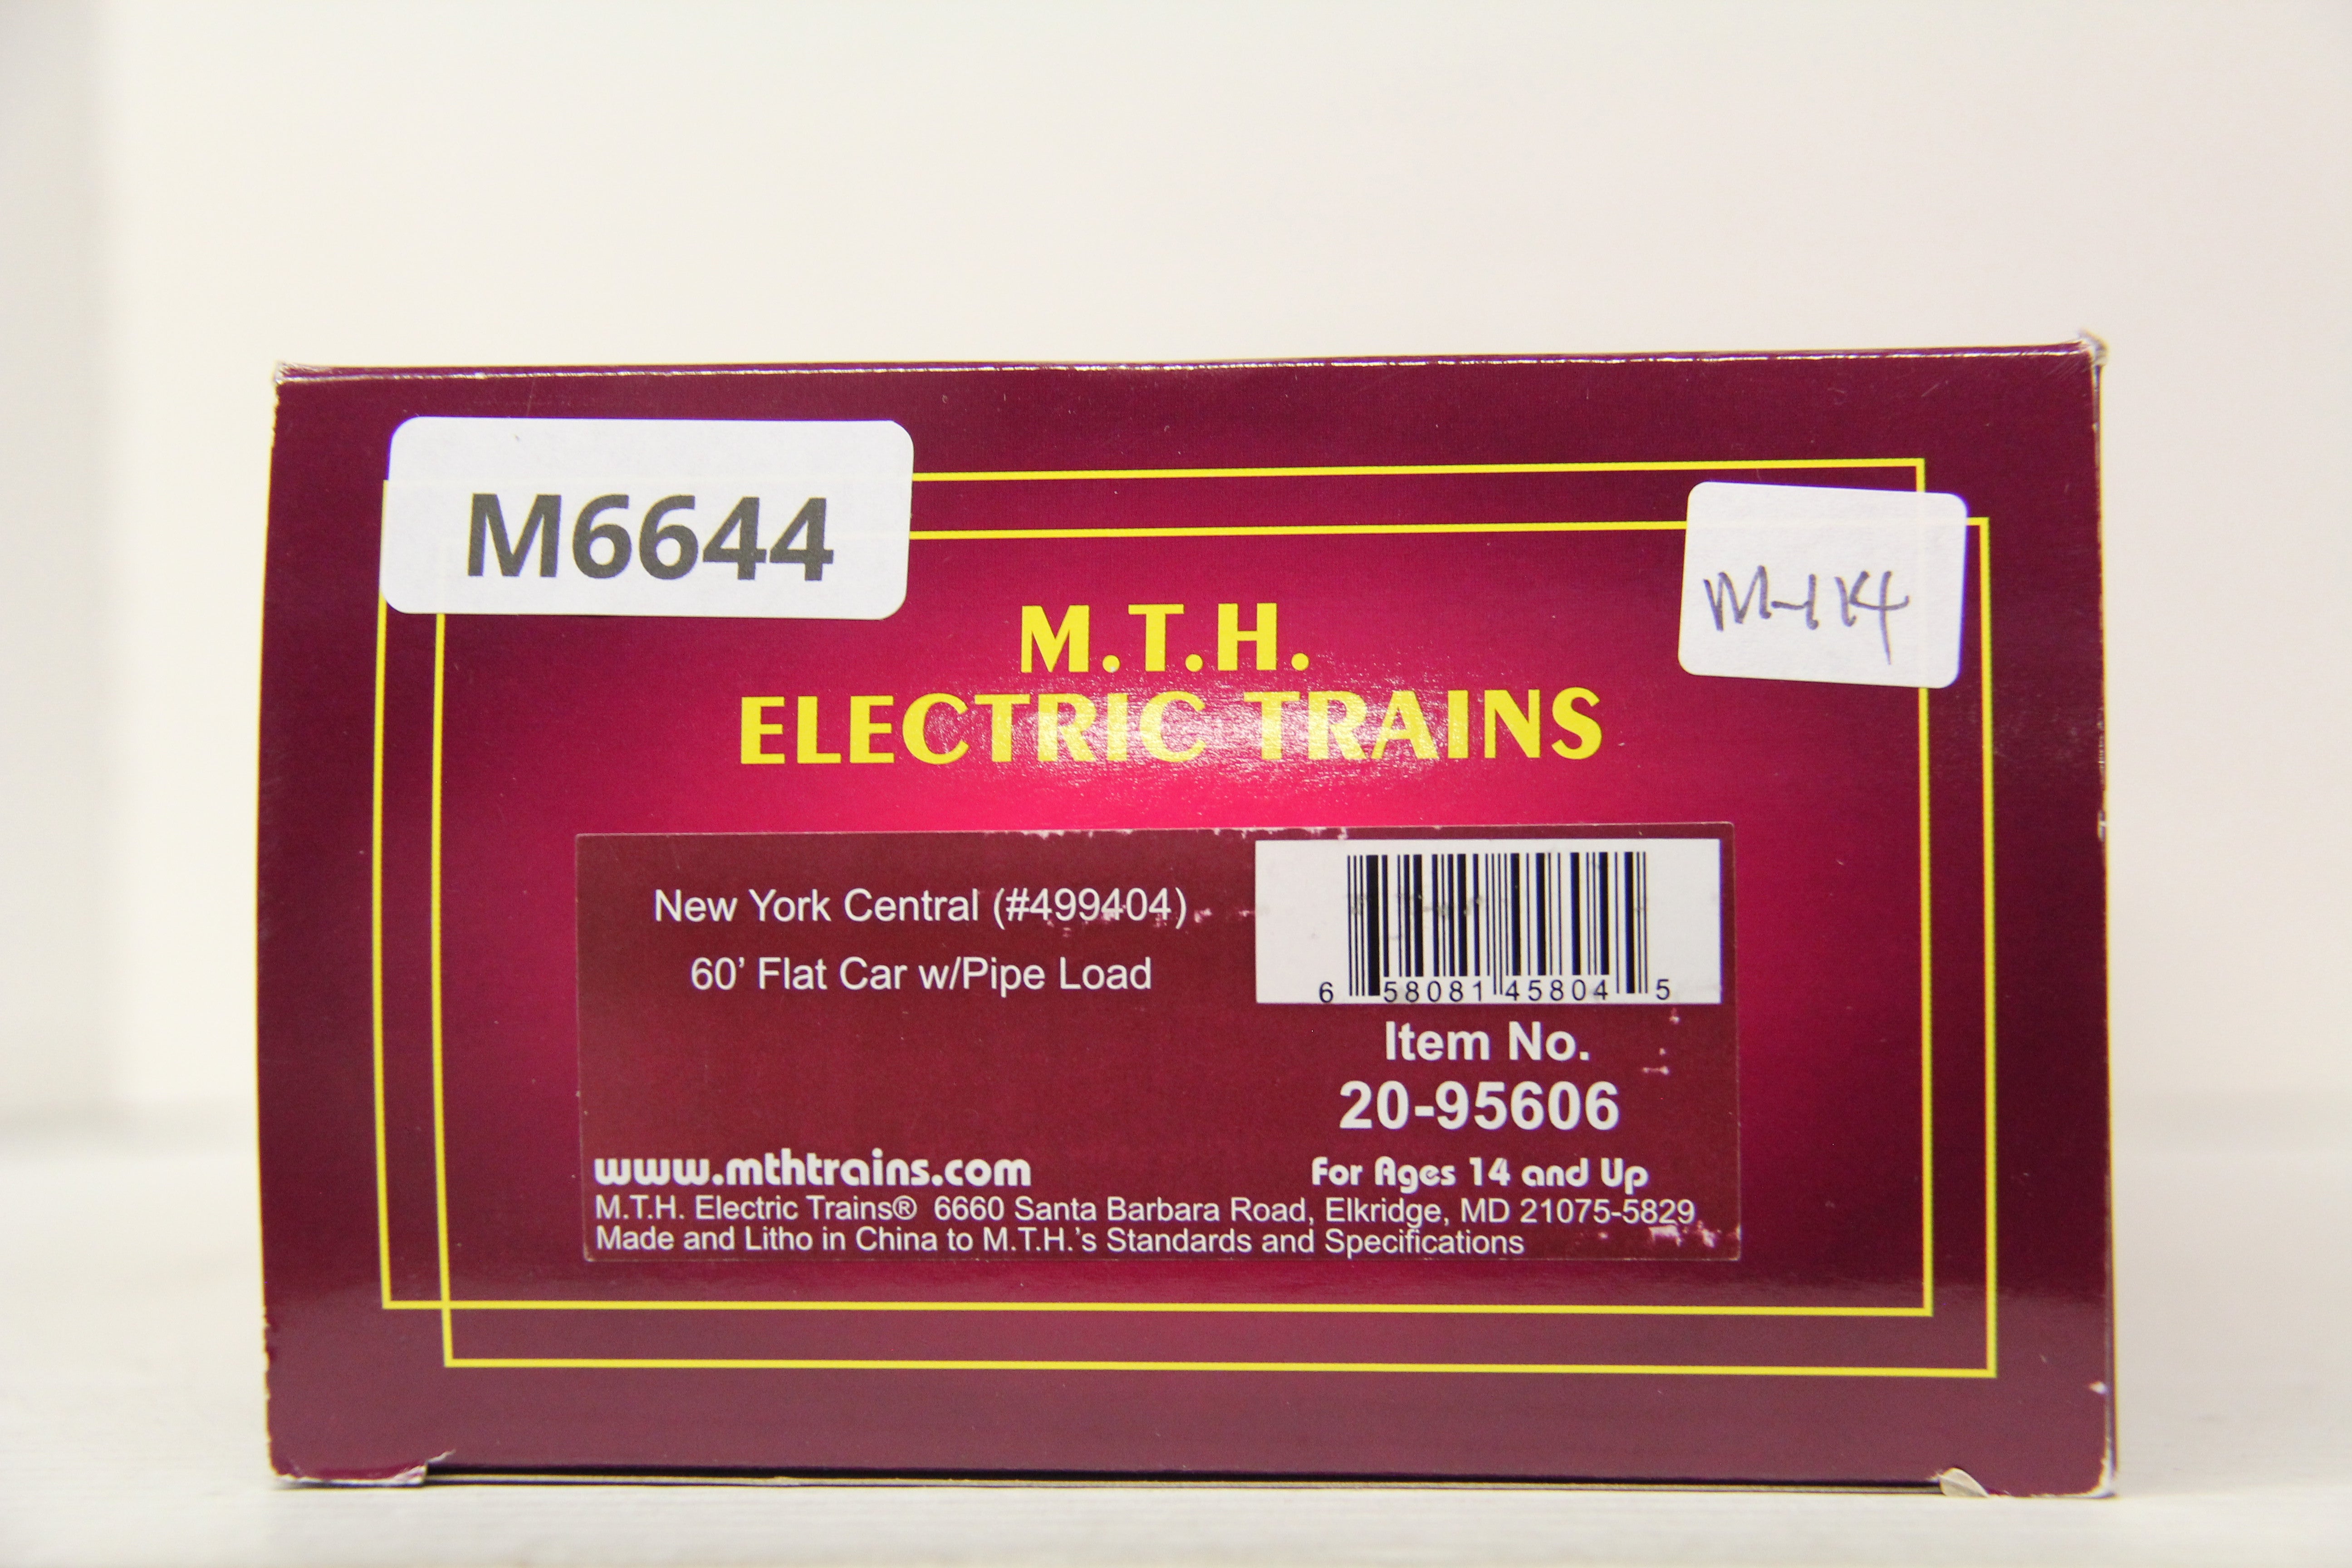 M6644
M.T.H.
ELECTRIC TRAINS
New York Central (#499404)
60’ Flat Car w/Pipe Load
6 58081 45804 5
Item No.
20-95606
www.mthtrains.com
For Ages 14 and Up
M.T.H. Electric Trains® 6660 Santa Barbara Road, Elkridge, MD 21075-5829
Made and Litho in China to M.T.H.’s Standards and Specifications